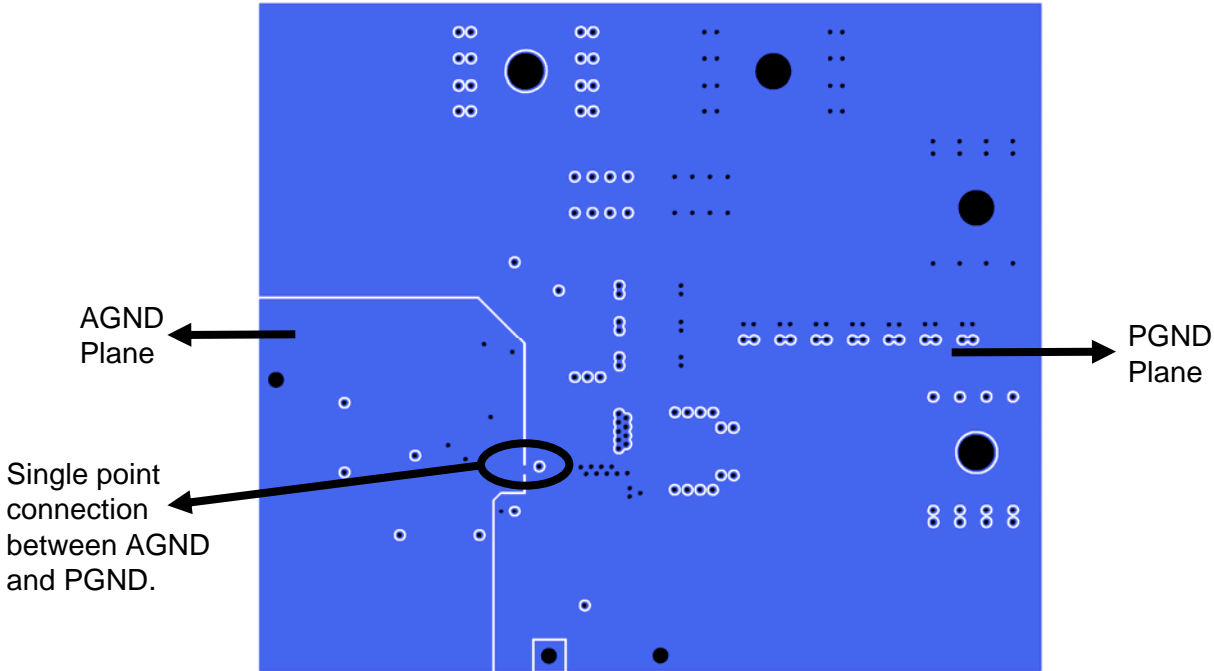 AGND
Plane
PGND
Plane
Single point
connection
between AGND
and PGND.